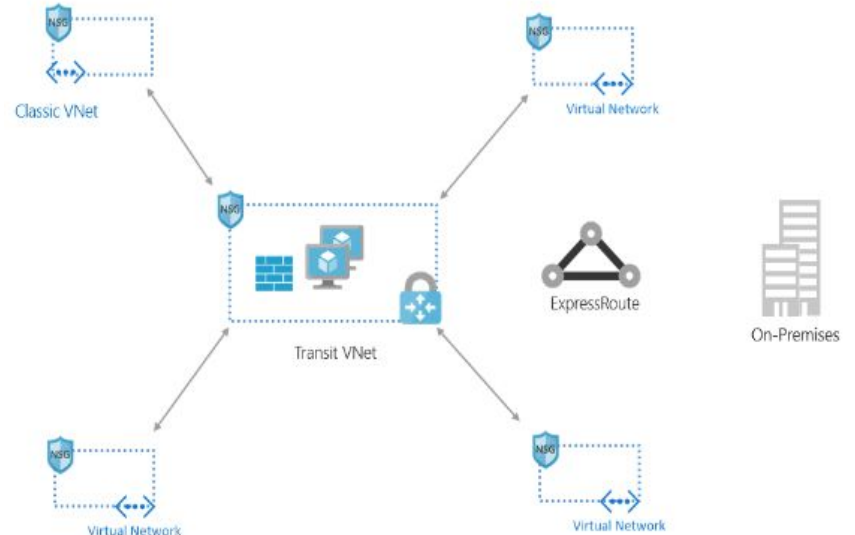 NSG
NSG
Classic VNet
Virtual Network
NSG
ExpressRoute
On-Premises
Transit VNet
NSG
NSG
Virtual Network
Virtual Network